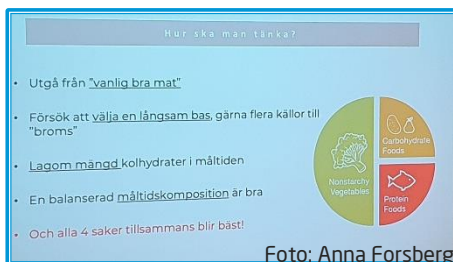 Hur ska man tänka?
• Utgå från "vanlig bra mat"
• Försök att välja en långsam bas, gärna flera källor till
"broms"
• Lagom mängd kolhydrater i måltiden
• En balanserad måltidskomposition är bra
• Och alla 4 saker tillsammans blir bäst!
Nonstarchy
Vegetables
Carbohydrate
Foods
Protein
Foods
Foto: Anna Forsberg